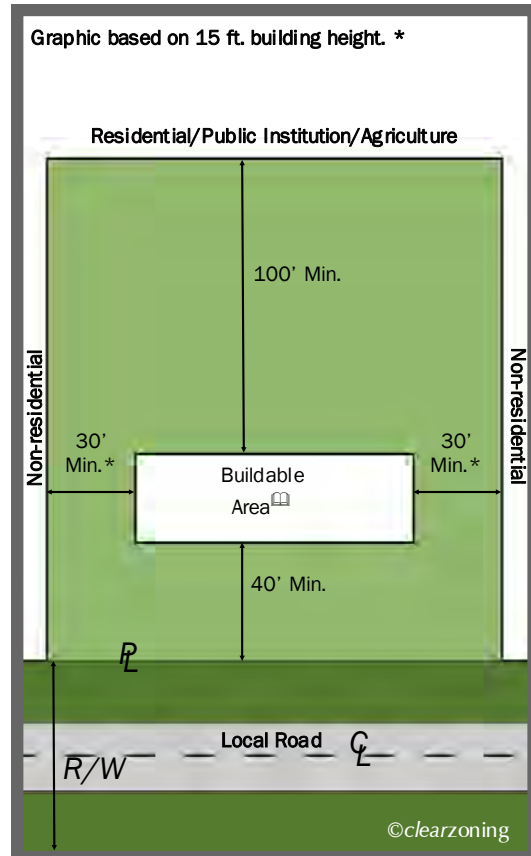 Graphic based on 15 ft. building height. *
Residential/Public Institution/Agriculture
100’ Min.
Non-residential
Non-residential
30’
Min.*
30’
Min.*
Buildable
Area
40’ Min.
PL
Local Road
CL
R/W
©clearzoning